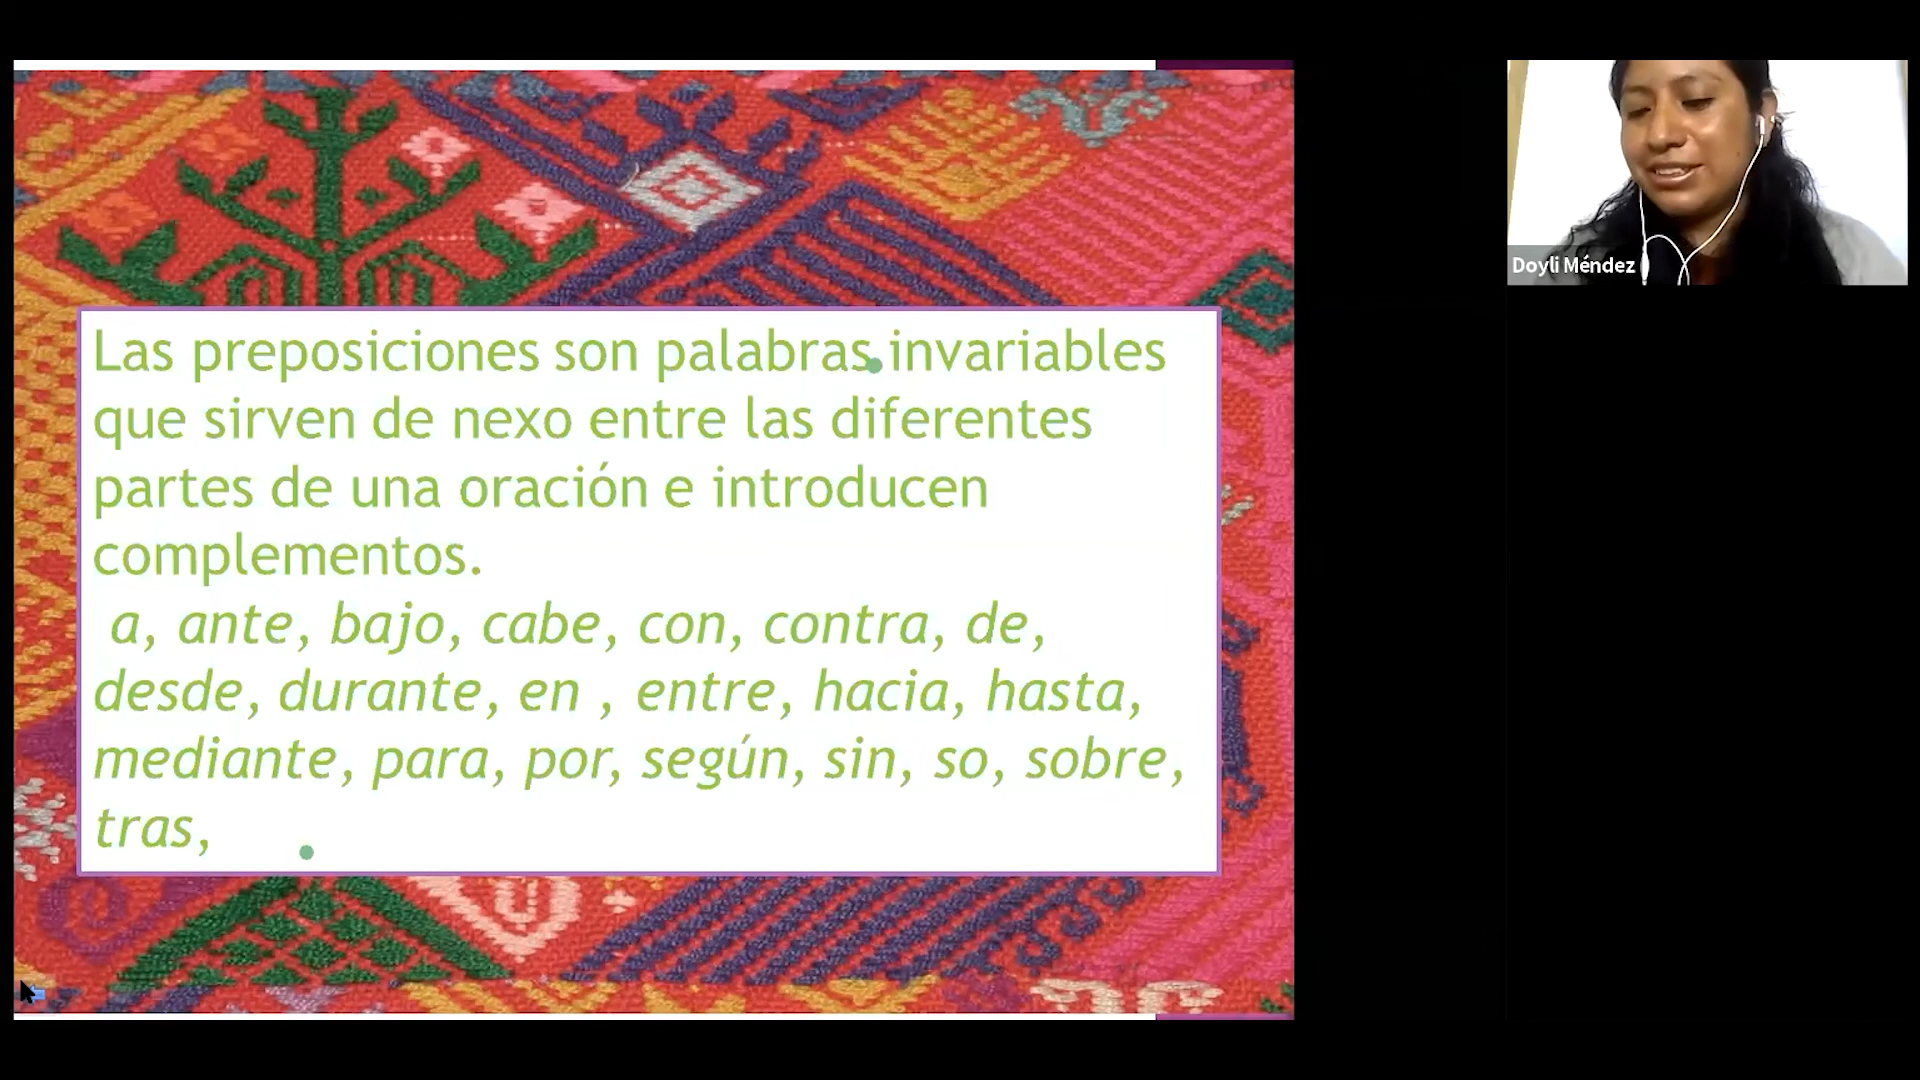 Las preposiciones son palabras invariables
que sirven de nexo entre las diferentes
partes de una oración e introducen
complementos.
a, ante, bajo, cabe, con, contra, de,
desde, durante, en , entre, hacia, hasta,
mediante, para, por, según, sin, so, sobre,
tras,
Doyli Méndez